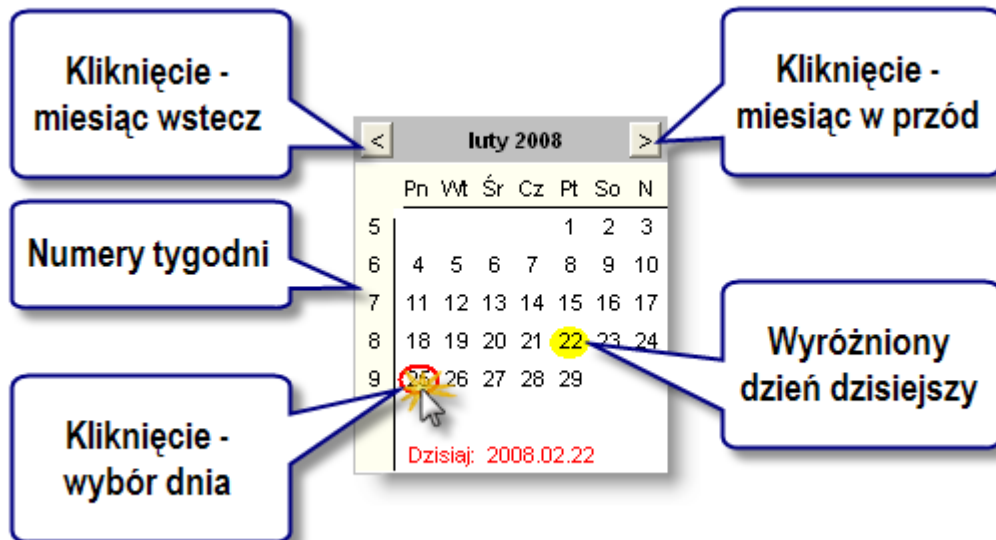 Kliknięcie -
miesiąc wstecz
Kliknięcie -
miesiąc w przód
< luty 2008 >
Pn Wt Śr Cz Pt So N
5 1 2 3
6 4 5 6 7 8 9 10
7 11 12 13 14 15 16 17
8 18 19 20 21 22 23 24
9 25 26 27 28 29
Dzisiaj: 2008.02.22
Numery tygodni
Wyróżniony
dzień dzisiejszy
Kliknięcie -
wybór dnia